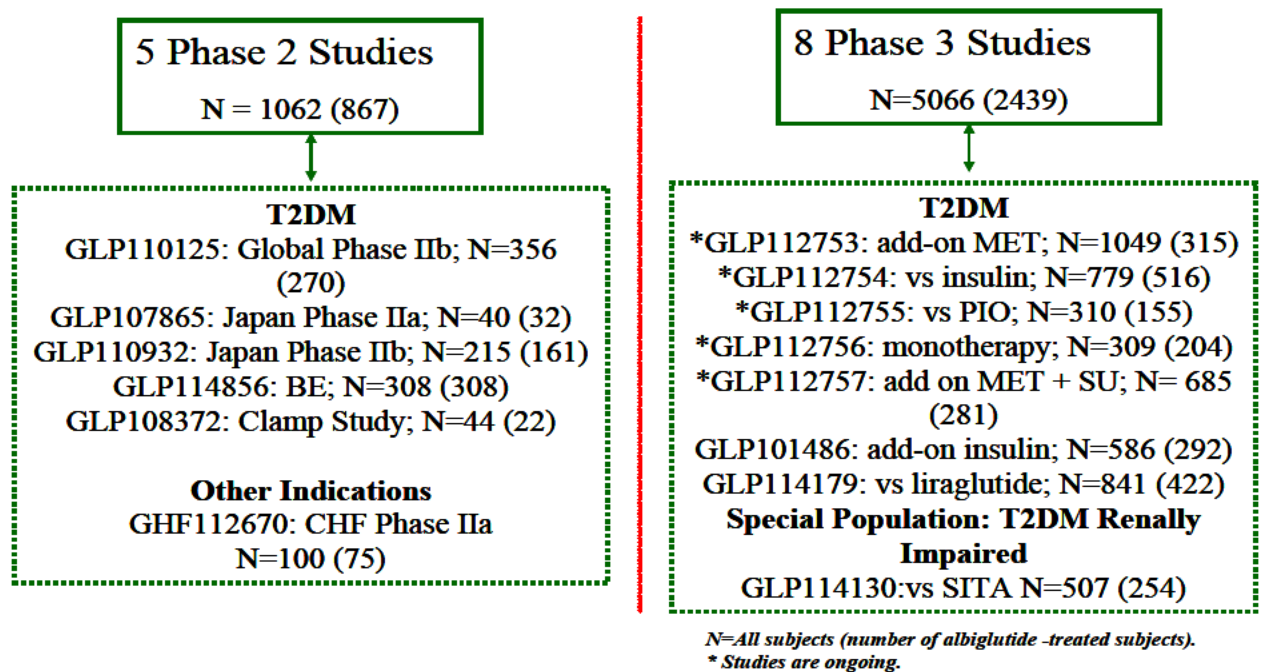 5 Phase 2 Studies
N = 1062 (867)
T2DM
GLP110125: Global Phase IIb; N=356
(270)
GLP107865: Japan Phase IIa; N=40 (32)
GLP110932: Japan Phase IIb; N=215 (161)
GLP114856: BE; N=308 (308)
GLP108372: Clamp Study; N=44 (22)
Other Indications
GHF112670: CHF Phase IIa
N=100 (75)
8 Phase 3 Studies
N=5066 (2439)
T2DM
*GLP112753: add-on MET; N=1049 (315)
*GLP112754: vs insulin; N=779 (516)
*GLP112755: vs PIO; N=310 (155)
*GLP112756: monotherapy; N=309 (204)
*GLP112757: add on MET + SU; N= 685
(281)
GLP101486: add-on insulin; N=586 (292)
GLP114179: vs liraglutide; N=841 (422)
Special Population: T2DM Renally
Impaired
GLP114130:vs SITA N=507 (254)
N=All subjects (number of albiglutide -treated subjects).
* Studies are ongoing.